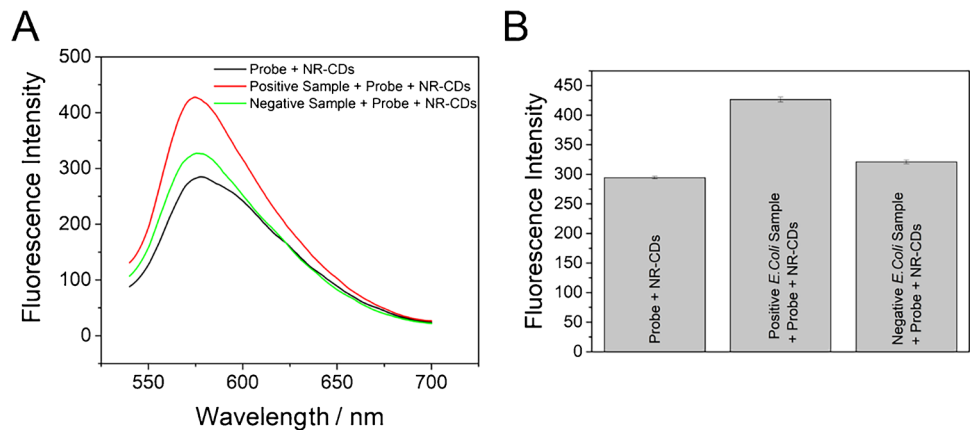 A
Fluorescence Intensity
500
400
300
200
100
0
Probe + NR-CDs
Positive Sample + Probe + NR-CDs
Negative Sample + Probe + NR-CDs
550
600
650
700
Wavelength / nm
B
Fluorescence Intensity
450
400
350
300
250
200
150
100
50
0
Probe + NR-CDs
Positive E.Coli Sample
+ Probe + NR-CDs
Negative E.Coli Sample
+ Probe + NR-CDs